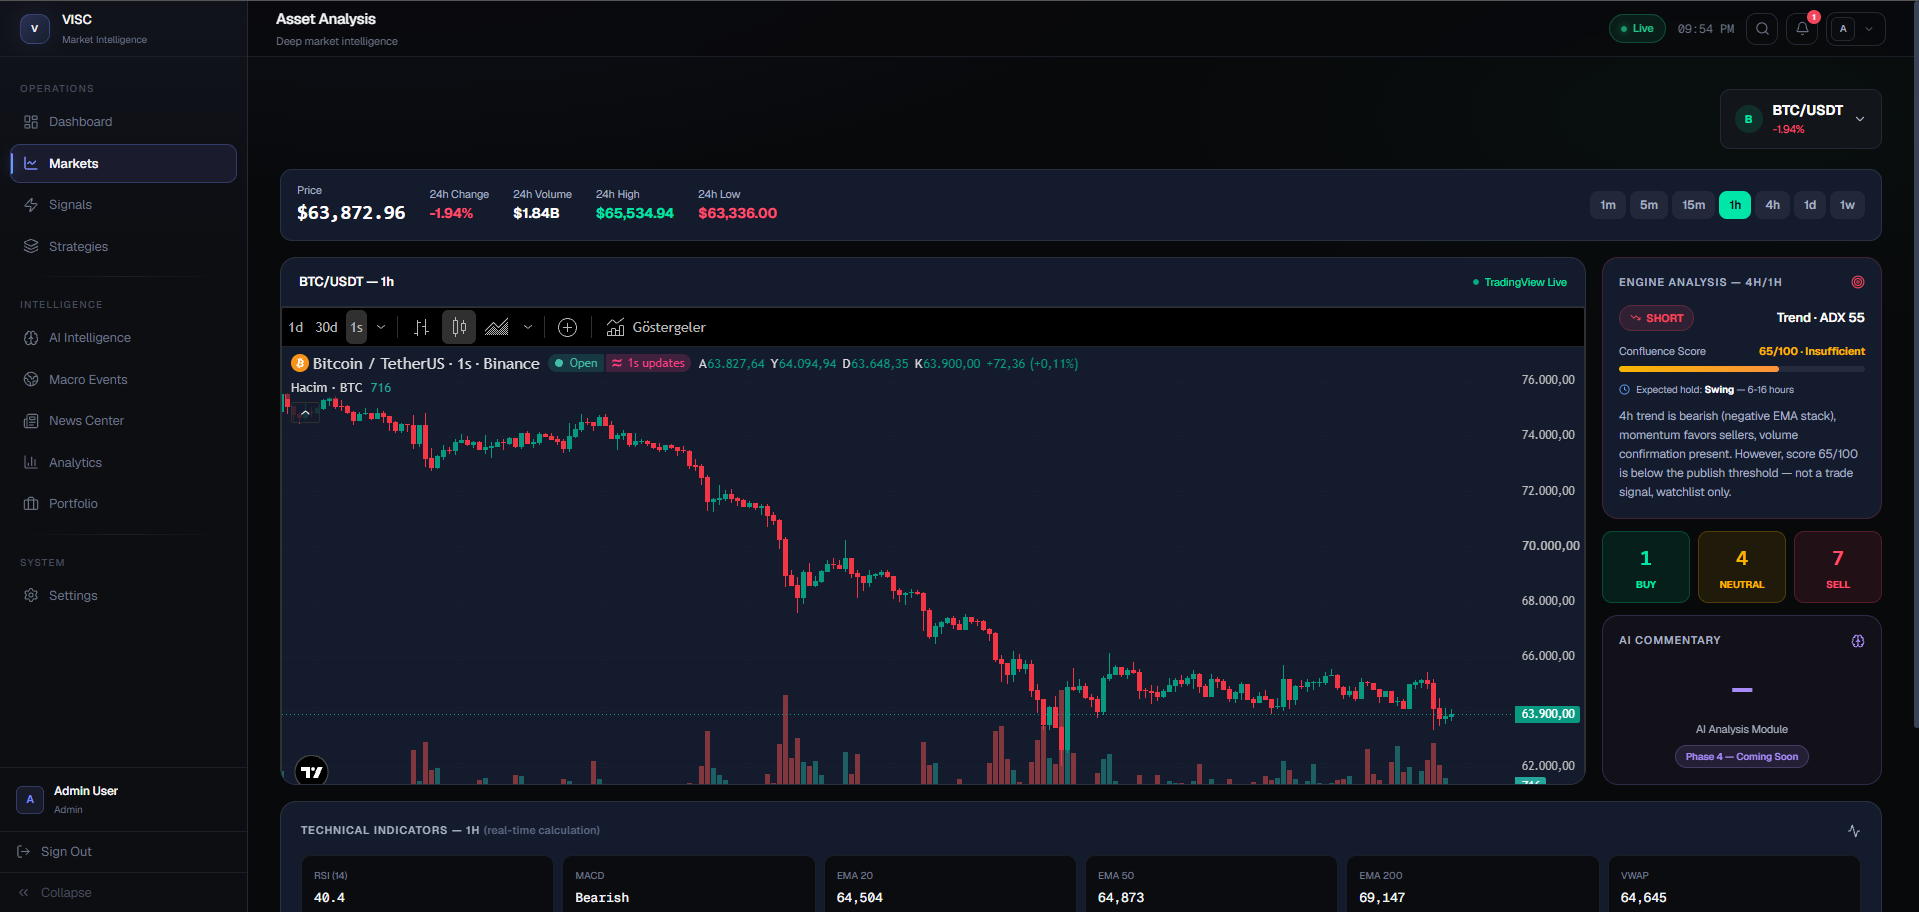 V
VISC
Market Intelligence
OPERATIONS
Dashboard
Markets
Signals
Strategies
INTELLIGENCE
AI Intelligence
Macro Events
News Center
Analytics
Portfolio
SYSTEM
Settings
A
Admin User
Admin
Sign Out
Collapse
Asset Analysis
Deep market intelligence
Live
09:54 PM
1
A
B
BTC/USDT
-1.94%
Price
$63,872.96
24h Change
-1.94%
24h Volume
$1.84B
24h High
$65,534.94
24h Low
$63,336.00
1m 5m 15m 1h 4h 1d 1w
BTC/USDT — 1h
TradingView Live
1d 30d 1s
Göstergeler
Bitcoin / TetherUS · 1s · Binance
Open
1s updates
A63.827,64 Y64.094,94 D63.648,35 K63.900,00 +72,36 (+0,11%)
Hacim · BTC 716
76.000,00
74.000,00
72.000,00
70.000,00
68.000,00
66.000,00
63.900,00
62.000,00
ENGINE ANALYSIS — 4H/1H
SHORT
Trend · ADX 55
Confluence Score
65/100 · Insufficient
Expected hold: Swing — 6-16 hours
4h trend is bearish (negative EMA stack),
momentum favors sellers, volume
confirmation present. However, score 65/100
is below the publish threshold — not a trade
signal, watchlist only.
1
BUY
4
NEUTRAL
7
SELL
AI COMMENTARY
AI Analysis Module
Phase 4 — Coming Soon
TECHNICAL INDICATORS — 1H (real-time calculation)
RSI (14)
40.4
MACD
Bearish
EMA 20
64,504
EMA 50
64,873
EMA 200
69,147
VWAP
64,645